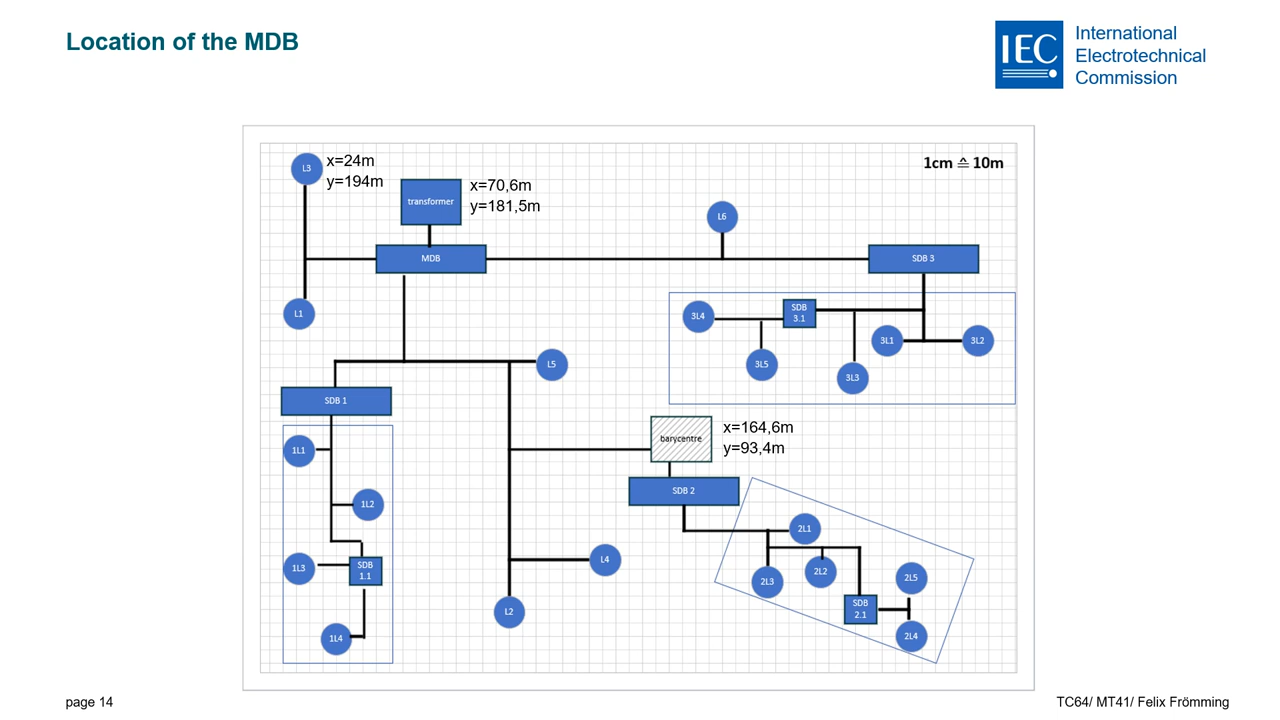 Location of the MDB
IEC
International
Electrotechnical
Commission
L3
x=24m
y=194m
1cm ≙ 10m
transformer
x=70,6m
y=181,5m
L6
MDB
SDB 3
L1
3L4
SDB
3.1
3L1
3L2
3L5
3L3
L5
SDB 1
barycentre
x=164,6m
y=93,4m
1L1
SDB 2
1L2
2L1
1L3
SDB
1.1
L4
2L3
2L2
2L5
SDB
2.1
L2
1L4
2L4
page 14
TC64/ MT41/ Felix Frömming